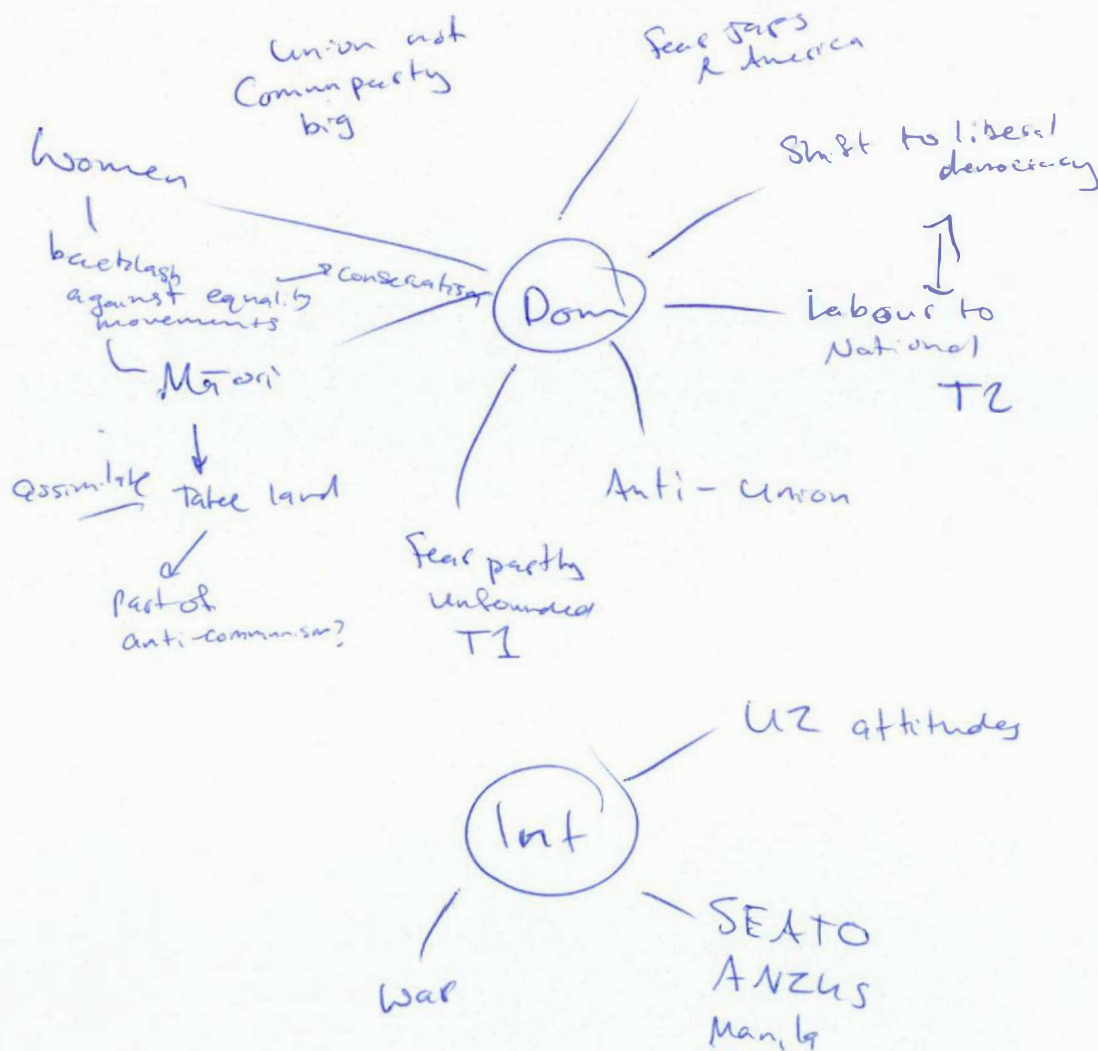 Union not
Commun party
big
Fear Japs
& America
Women
Shift to liberal
democracy
backlash
against equality
movements
conservatism
Dom
Labour to
National
T2
Māori
assimilate
Take land
Anti-Union
Part of
anti-communism?
Fear partly
unfounded
T1
NZ attitudes
Int
War
SEATO
ANZUS
Manila